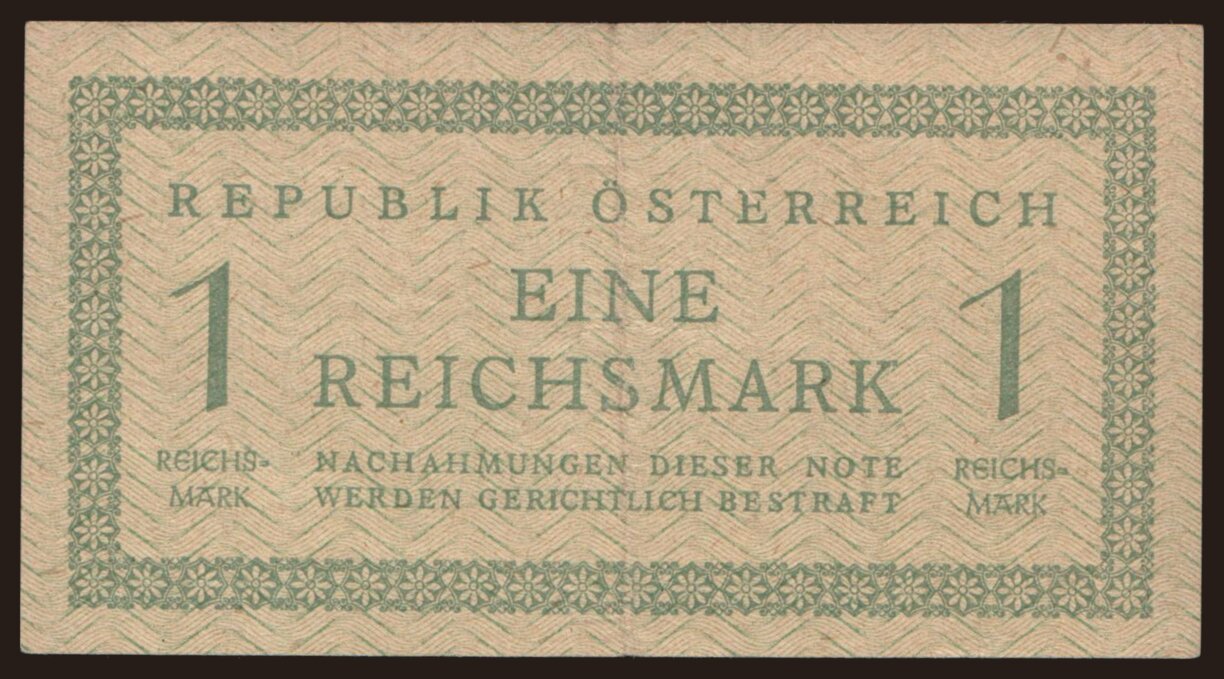 REPUBLIK ÖSTERREICH
1 EINE 1
REICHSMARK
REICHS- NACHAHMUNGEN DIESER NOTE REICHS-
MARK WERDEN GERICHTLICH BESTRAFT MARK